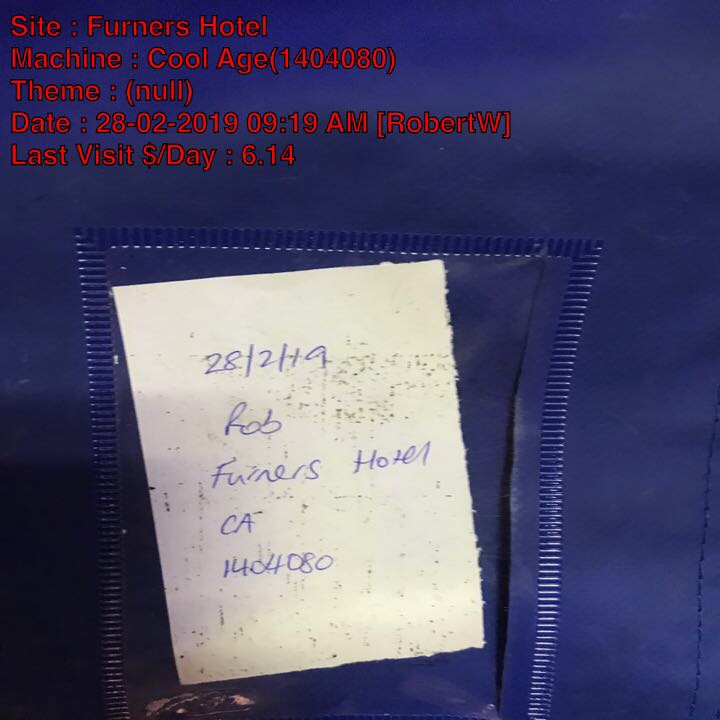 Site : Furners Hotel
Machine : Cool Age(1404080)
Theme : (null)
Date : 28-02-2019 09:19 AM [RobertW]
Last Visit $/Day : 6.14
28/2/19
Rob
Furners Hotel
CA
1404080